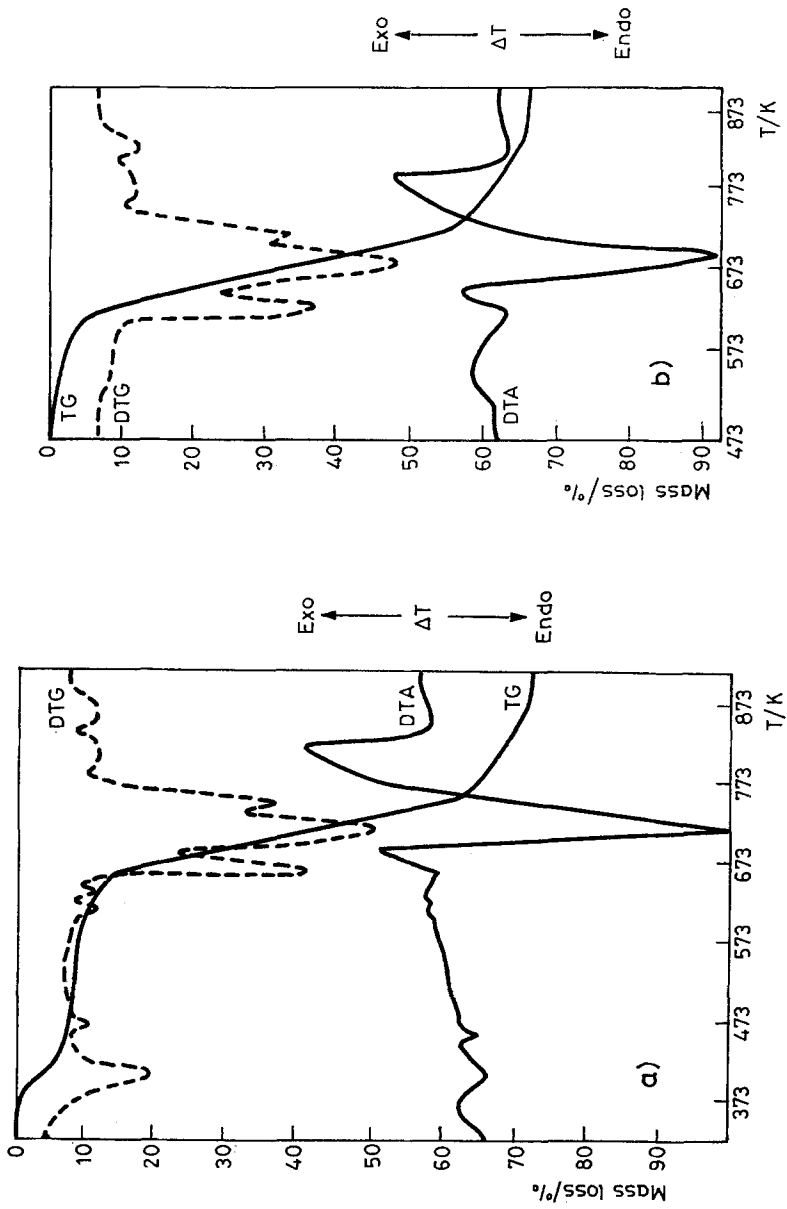 DTG
DTA
TG
a)
0
10
20
30
40
50
60
70
80
90
Mass loss/%
373
473
573
673
773
873
T/K
Exo
ΔT
Endo
TG
DTG
DTA
b)
0
10
20
30
40
50
60
70
80
90
Mass loss/%
473
573
673
773
873
T/K
Exo
ΔT
Endo